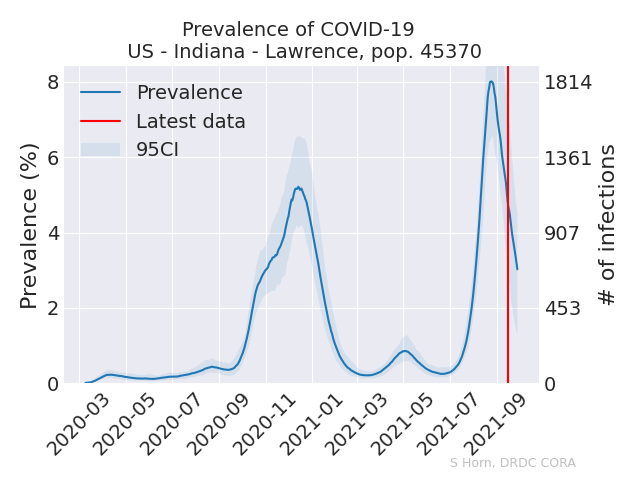 Prevalence of COVID-19
US - Indiana - Lawrence, pop. 45370
Prevalence
Latest data
95CI
Prevalence (%)
8
6
4
2
0
# of infections
1814
1361
907
453
0
2020-03
2020-05
2020-07
2020-09
2020-11
2021-01
2021-03
2021-05
2021-07
2021-09
S Horn, DRDC CORA